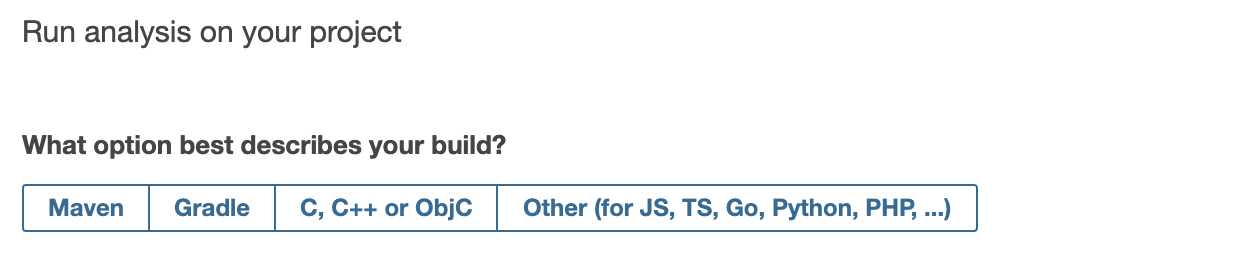 Run analysis on your project
What option best describes your build?
Maven Gradle C, C++ or ObjC Other (for JS, TS, Go, Python, PHP, ...)